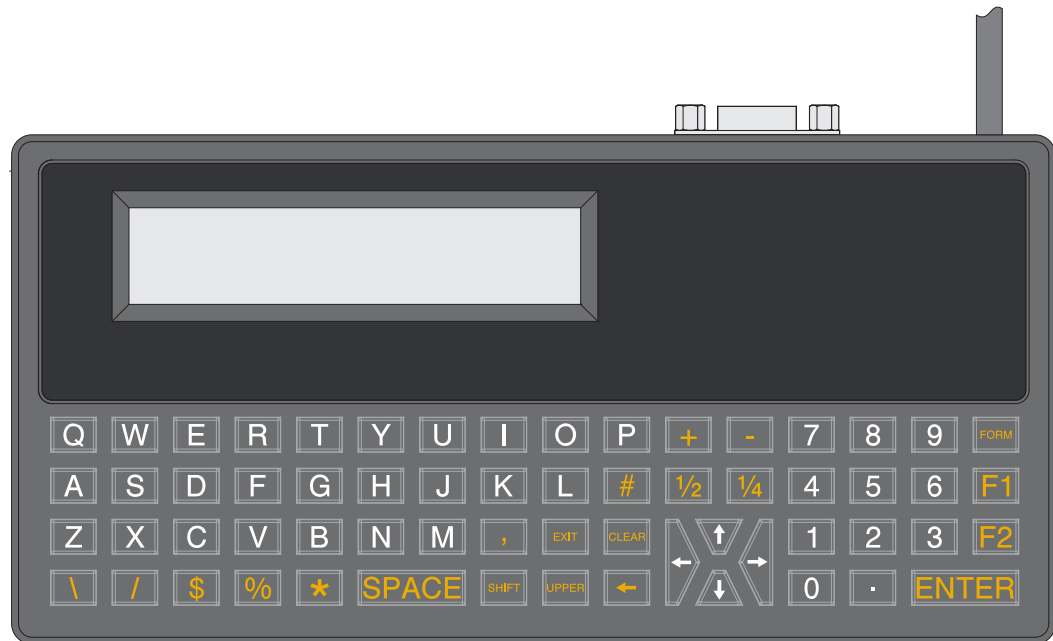 Q W E R T Y U I O P + - 7 8 9 FORM
A S D F G H J K L # ½ ¼ 4 5 6 F1
Z X C V B N M , EXIT CLEAR ↑ 1 2 3 F2
← →
\ / $ % * SPACE SHIFT UPPER ← ↓ 0 . ENTER